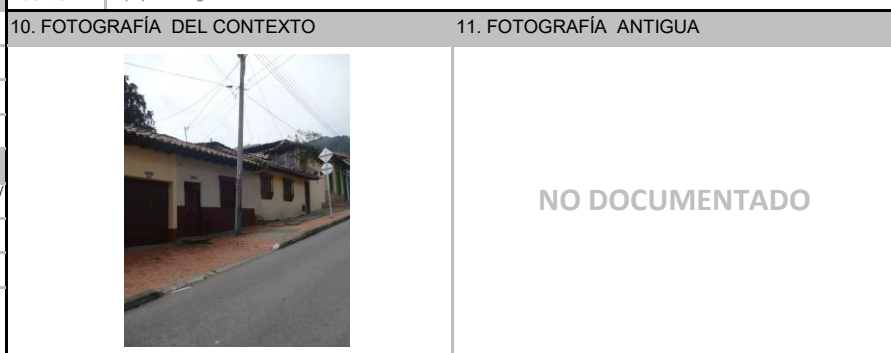 10. FOTOGRAFÍA DEL CONTEXTO
11. FOTOGRAFÍA ANTIGUA
NO DOCUMENTADO